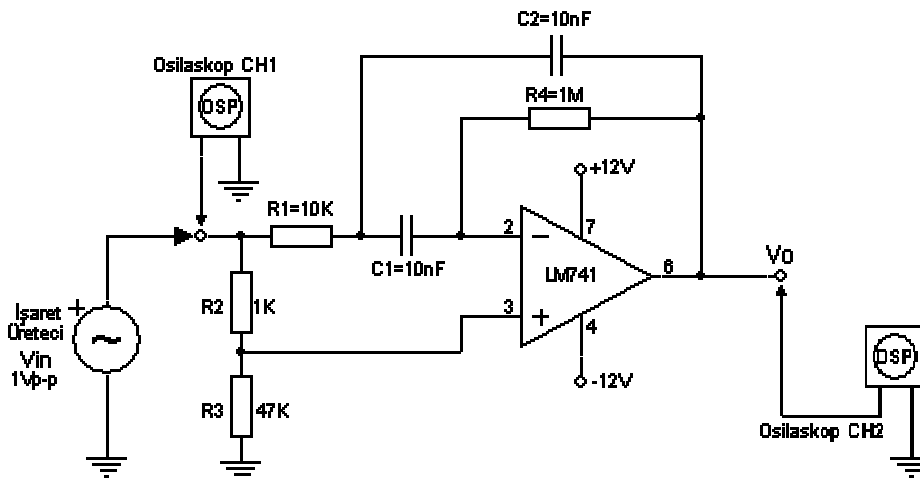 C2=10nF
Osilaskop CH1
OSP
R4=1M
+12V
R1=10K
2
7
C1=10nF
LM741
6
Vo
R2
1K
3
4
İşaret
Üreteci
Vin
1Vp-p
-12V
OSP
R3
47K
Osilaskop CH2